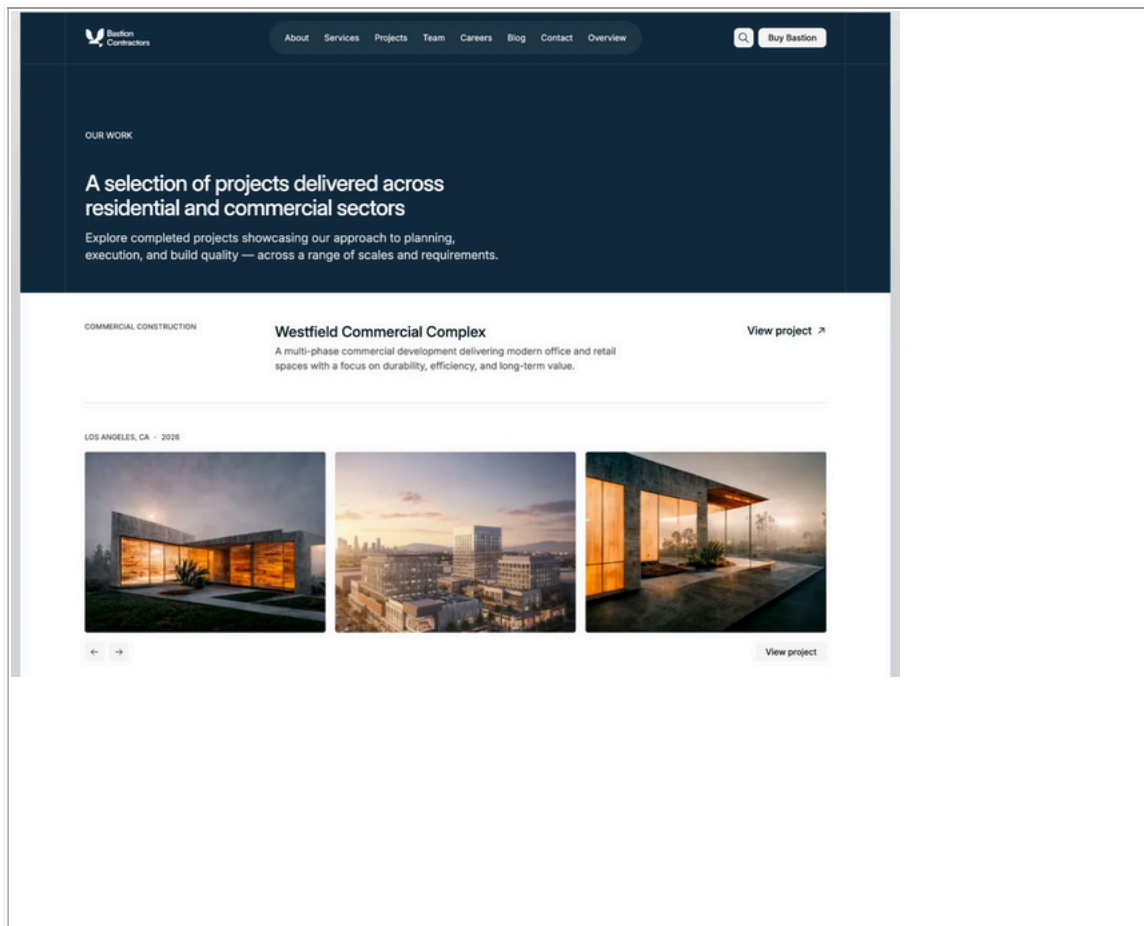 Bastion
Contractors
About Services Projects Team Careers Blog Contact Overview
Buy Bastion
OUR WORK
A selection of projects delivered across
residential and commercial sectors
Explore completed projects showcasing our approach to planning,
execution, and build quality — across a range of scales and requirements.
COMMERCIAL CONSTRUCTION
Westfield Commercial Complex
View project ↗
A multi-phase commercial development delivering modern office and retail
spaces with a focus on durability, efficiency, and long-term value.
LOS ANGELES, CA - 2026
← →
View project